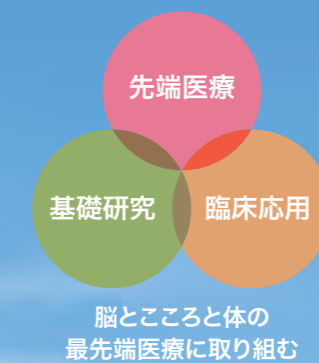 先端医療
基礎研究
臨床応用
脳とこころと体の
最先端医療に取り組む